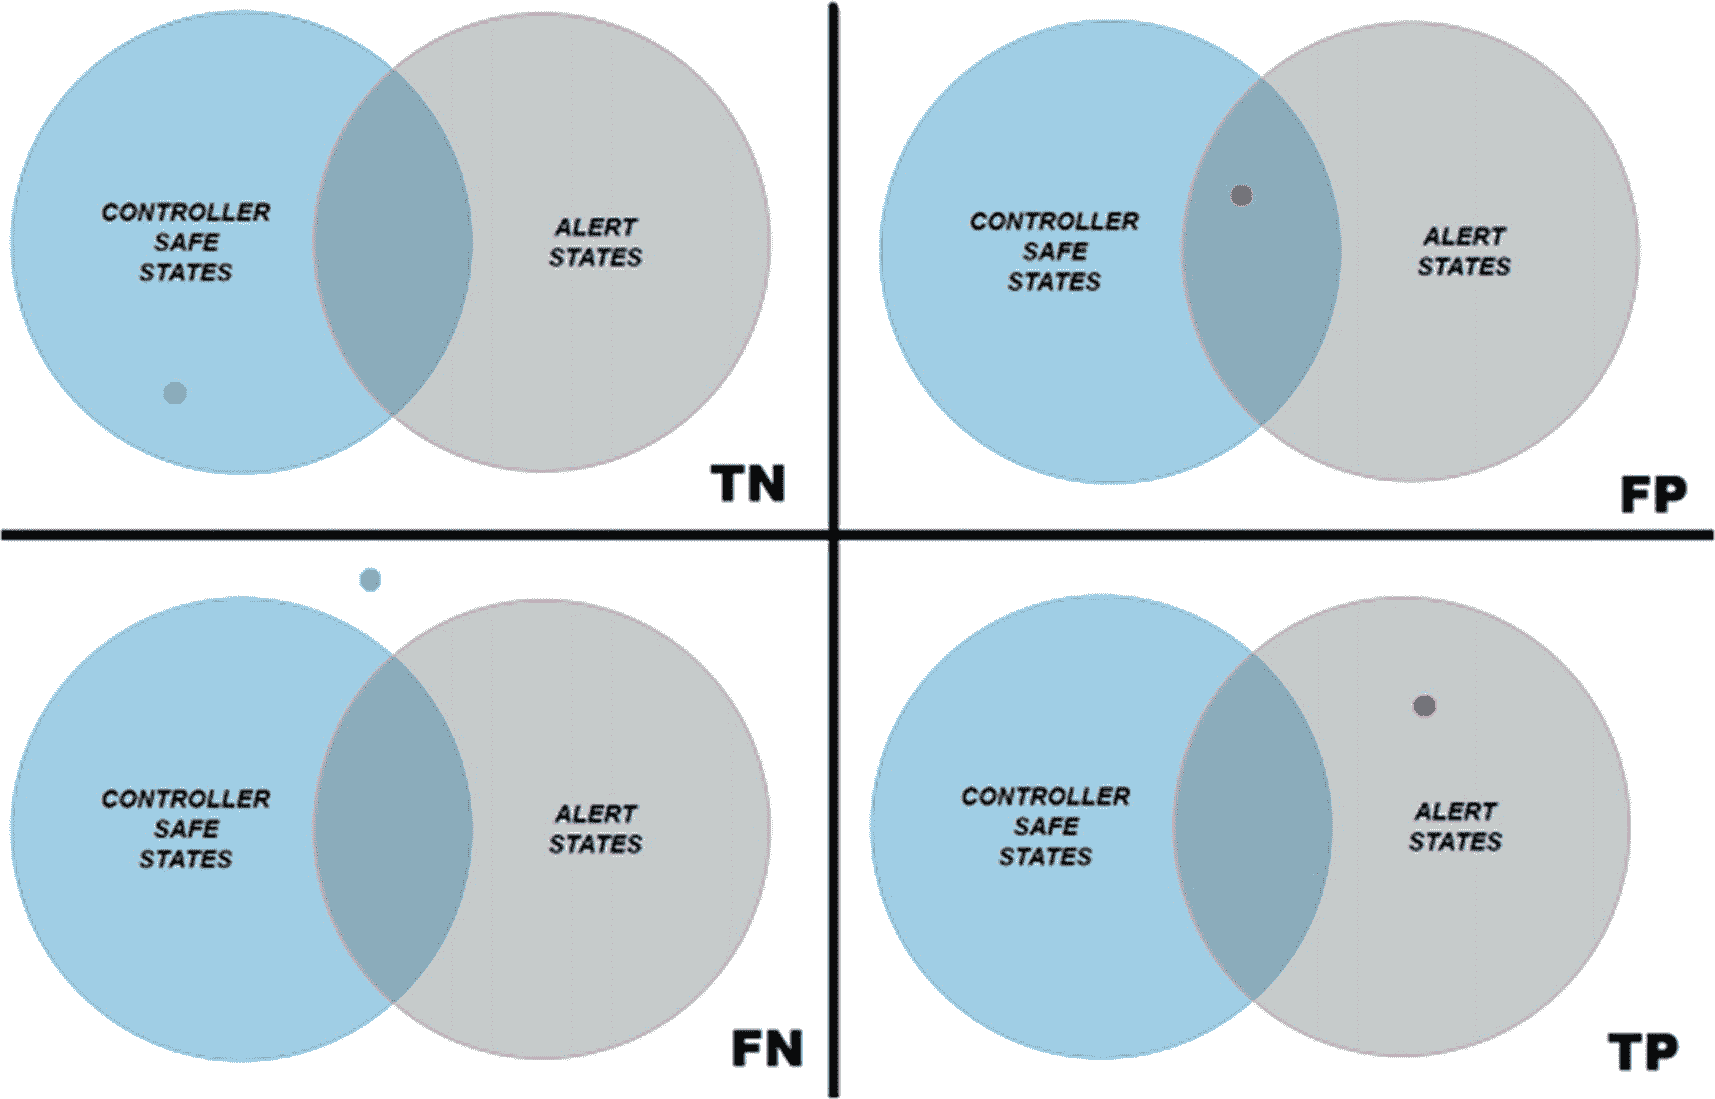 CONTROLLER
SAFE
STATES
ALERT
STATES
TN
CONTROLLER
SAFE
STATES
ALERT
STATES
FP
CONTROLLER
SAFE
STATES
ALERT
STATES
FN
CONTROLLER
SAFE
STATES
ALERT
STATES
TP